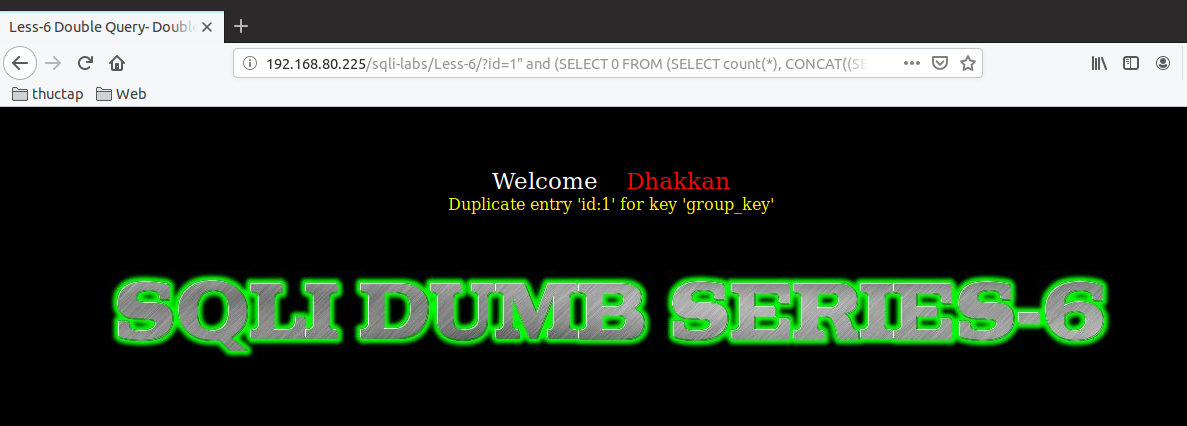 Less-6 Double Query- Double
192.168.80.225/sqli-labs/Less-6/?id=1" and (SELECT 0 FROM (SELECT count(*), CONCAT((SE
thuctap Web
Welcome Dhakkan
Duplicate entry 'id:1' for key 'group_key'
SQLI DUMB SERIES-6